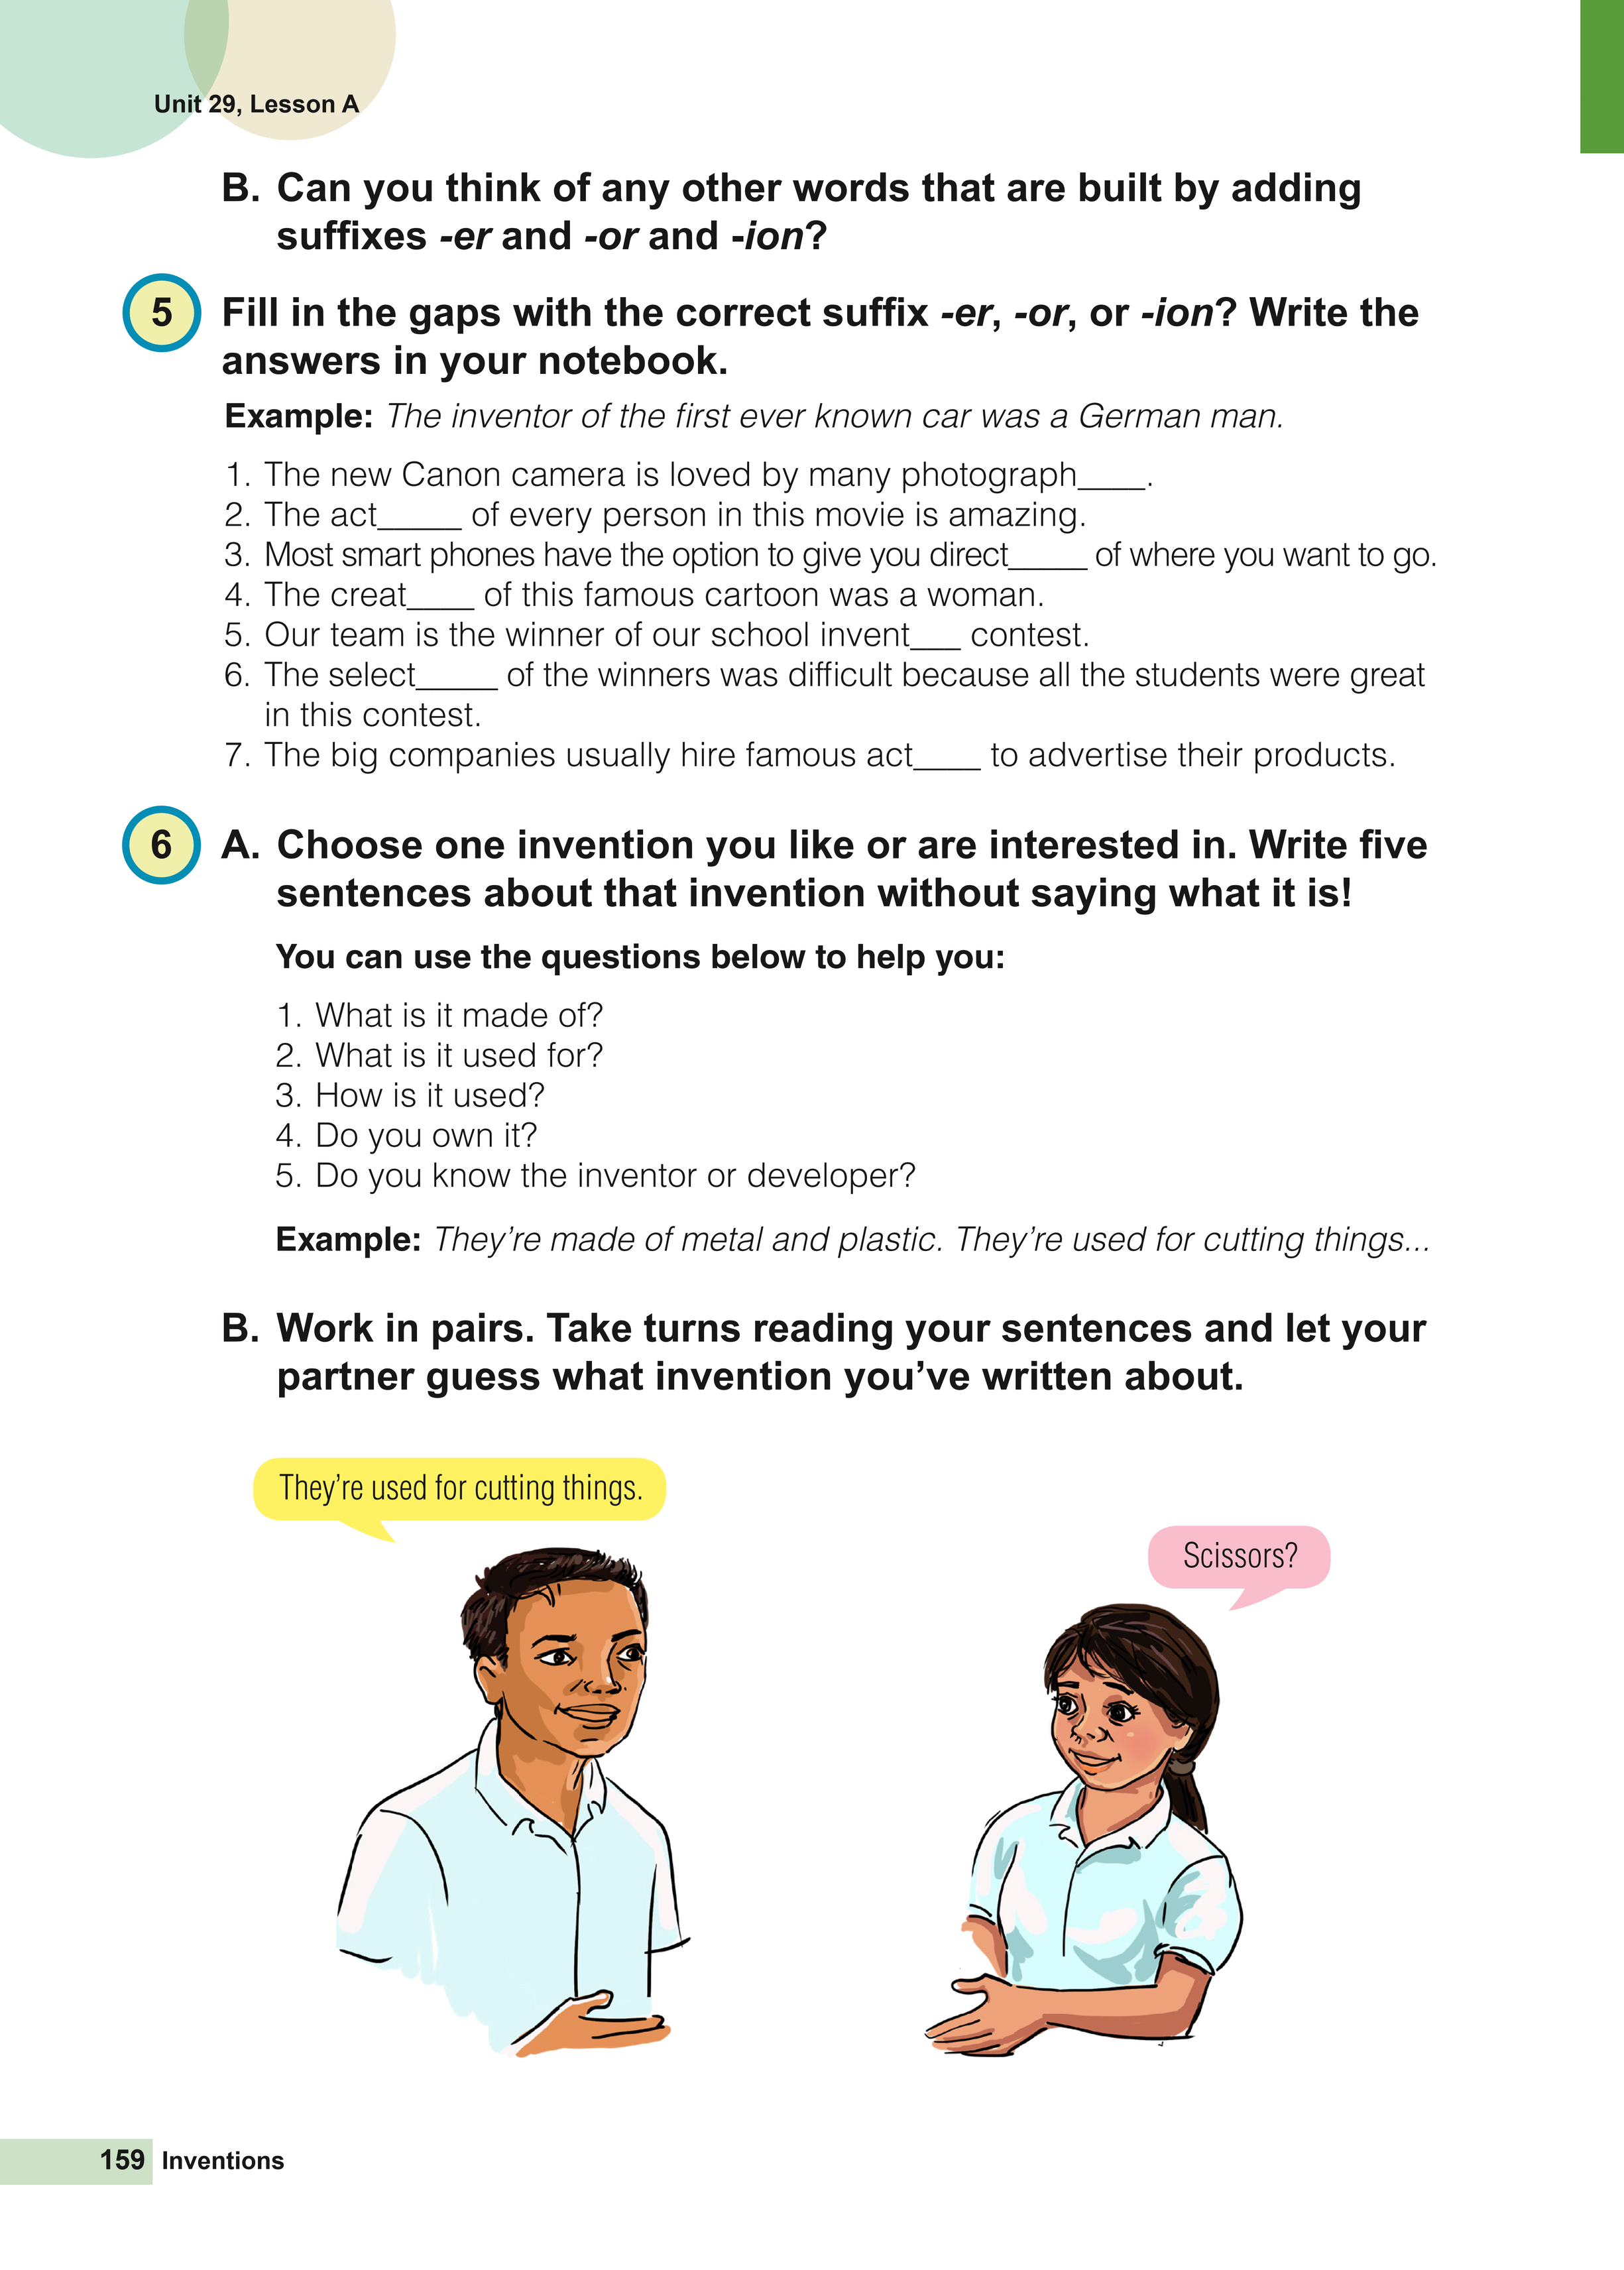 Unit 29, Lesson A
B. Can you think of any other words that are built by adding
suffixes -er and -or and -ion?
5 Fill in the gaps with the correct suffix -er, -or, or -ion? Write the
answers in your notebook.
Example: The inventor of the first ever known car was a German man.
1. The new Canon camera is loved by many photograph____.
2. The act_____ of every person in this movie is amazing.
3. Most smart phones have the option to give you direct_____ of where you want to go.
4. The creat____ of this famous cartoon was a woman.
5. Our team is the winner of our school invent___ contest.
6. The select_____ of the winners was difficult because all the students were great
in this contest.
7. The big companies usually hire famous act____ to advertise their products.
6 A. Choose one invention you like or are interested in. Write five
sentences about that invention without saying what it is!
You can use the questions below to help you:
1. What is it made of?
2. What is it used for?
3. How is it used?
4. Do you own it?
5. Do you know the inventor or developer?
Example: They're made of metal and plastic. They're used for cutting things...
B. Work in pairs. Take turns reading your sentences and let your
partner guess what invention you've written about.
They're used for cutting things.
Scissors?
159 Inventions